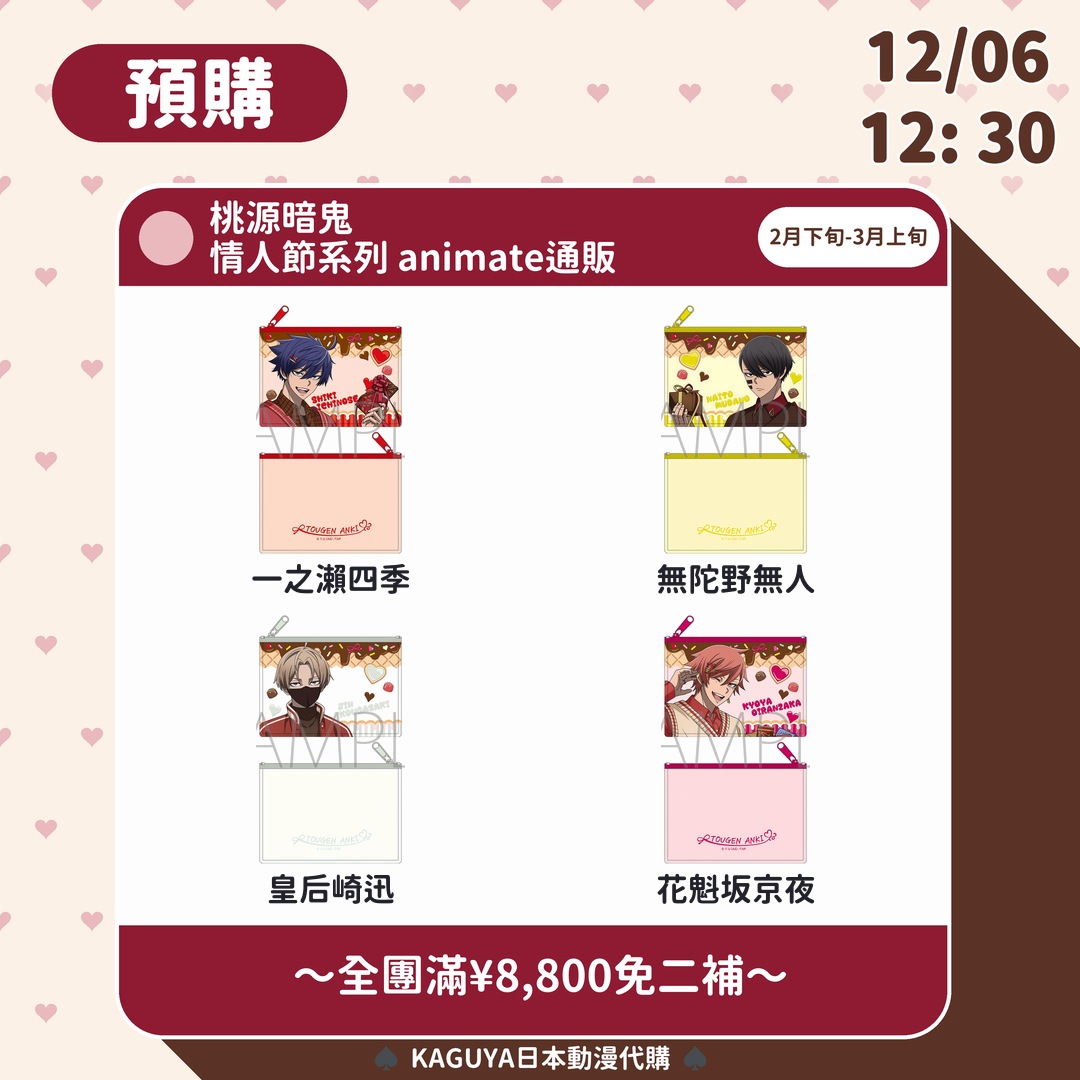 預購
12/06
12: 30
桃源暗鬼
情人節系列 animate通販
2月下旬-3月上旬
SHIKI
ICHINOSE
NAITO
MUDANO
TOUGEN ANKI
TOUGEN ANKI
一之瀨四季
無陀野無人
JIN
KOUGASAKI
KYOYA
OIRANZAKA
TOUGEN ANKI
TOUGEN ANKI
皇后崎迅
花魁坂京夜
～全團滿¥8,800免二補～
♠ KAGUYA日本動漫代購 ♠